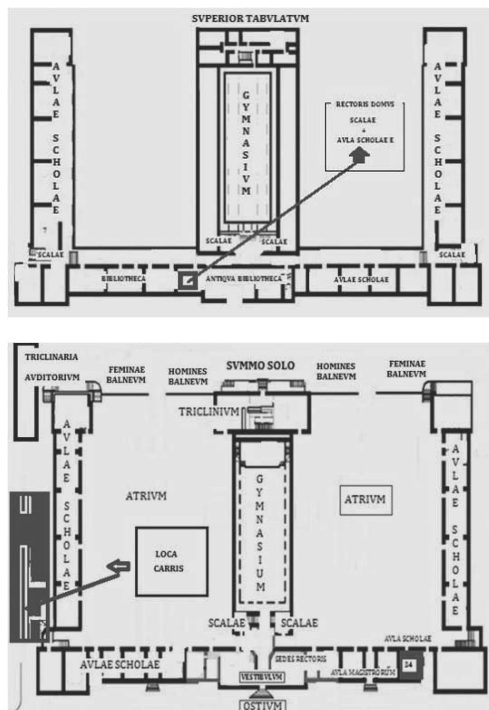 SVPERIOR TABVLATVM
AVLAE SCHOLAE
GYMNASIVM
AVLAE SCHOLAE
RECTORIS DOMVS
SCALAE
+
AVLA SCHOLAE E
SCALAE
SCALAE
SCALAE
SCALAE
BIBLIOTHECA
ANTIQVA BIBLIOTHECA
AVLAE SCHOLAE
TRICLINARIA
AVDITORIVM
FEMINAE
BALNEVM
HOMINES
BALNEVM
SVMMO SOLO
HOMINES
BALNEVM
FEMINAE
BALNEVM
TRICLINIVM
AVLAE SCHOLAE
GYMNASIUM
AVLAE SCHOLAE
ATRIVM
ATRIVM
LOCA
CARRIS
SCALAE
SCALAE
AVLA SCHOLAE
AVLAE SCHOLAE
SEDES RECTORIS
AVLA MAGISTRORVM
24
VESTIBVLVM
OSTIVM